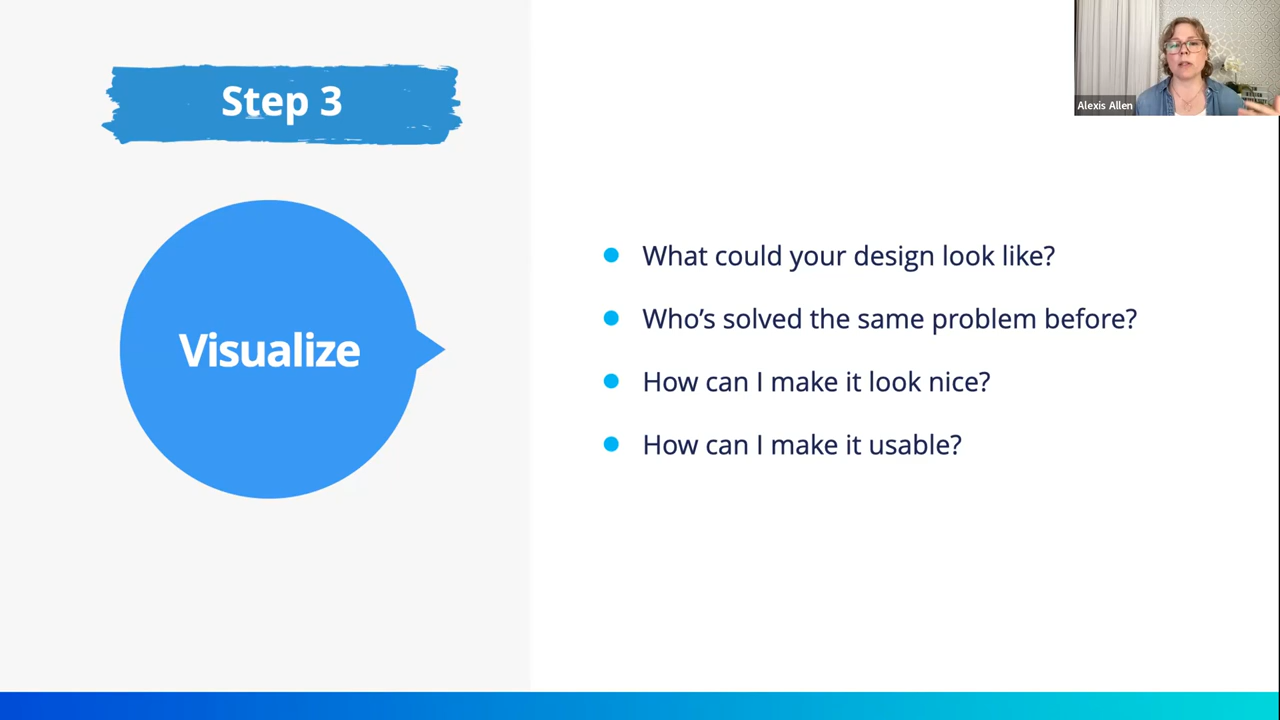 Step 3
Visualize
What could your design look like?
Who's solved the same problem before?
How can I make it look nice?
How can I make it usable?
Alexis Allen